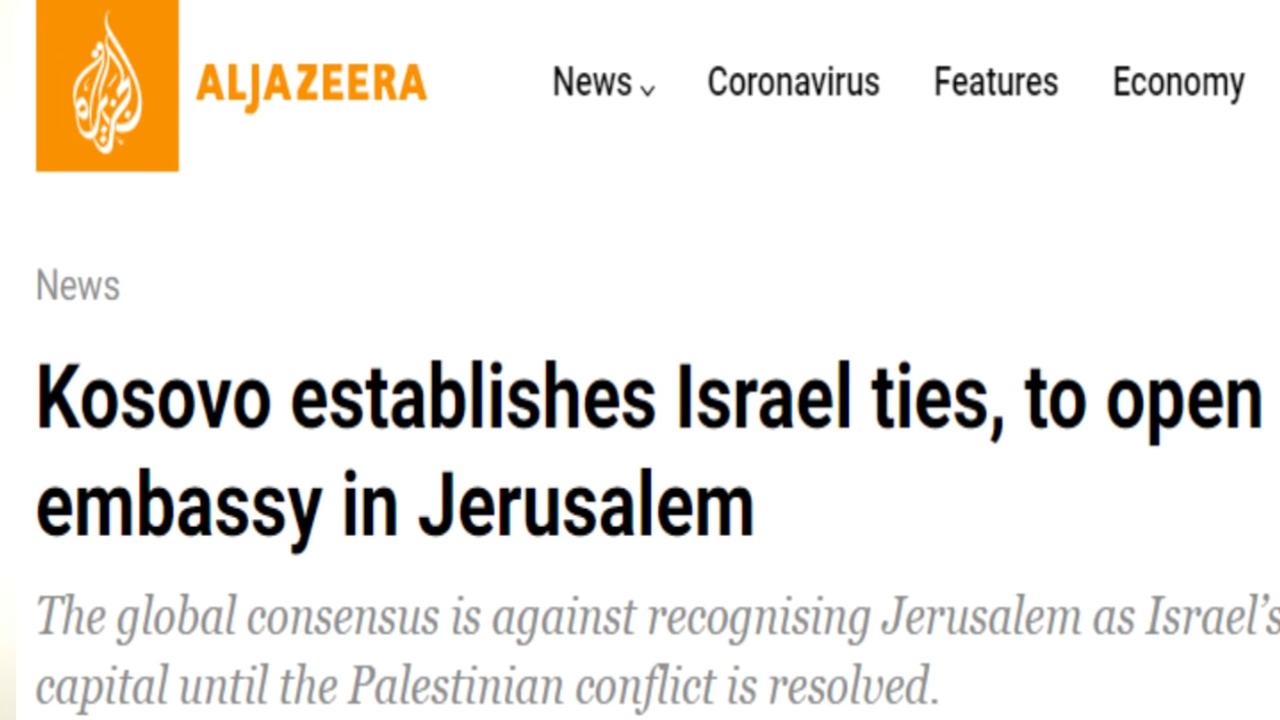 ALJAZEERA
News Coronavirus Features Economy
News
Kosovo establishes Israel ties, to open
embassy in Jerusalem
The global consensus is against recognising Jerusalem as Israel’s
capital until the Palestinian conflict is resolved.